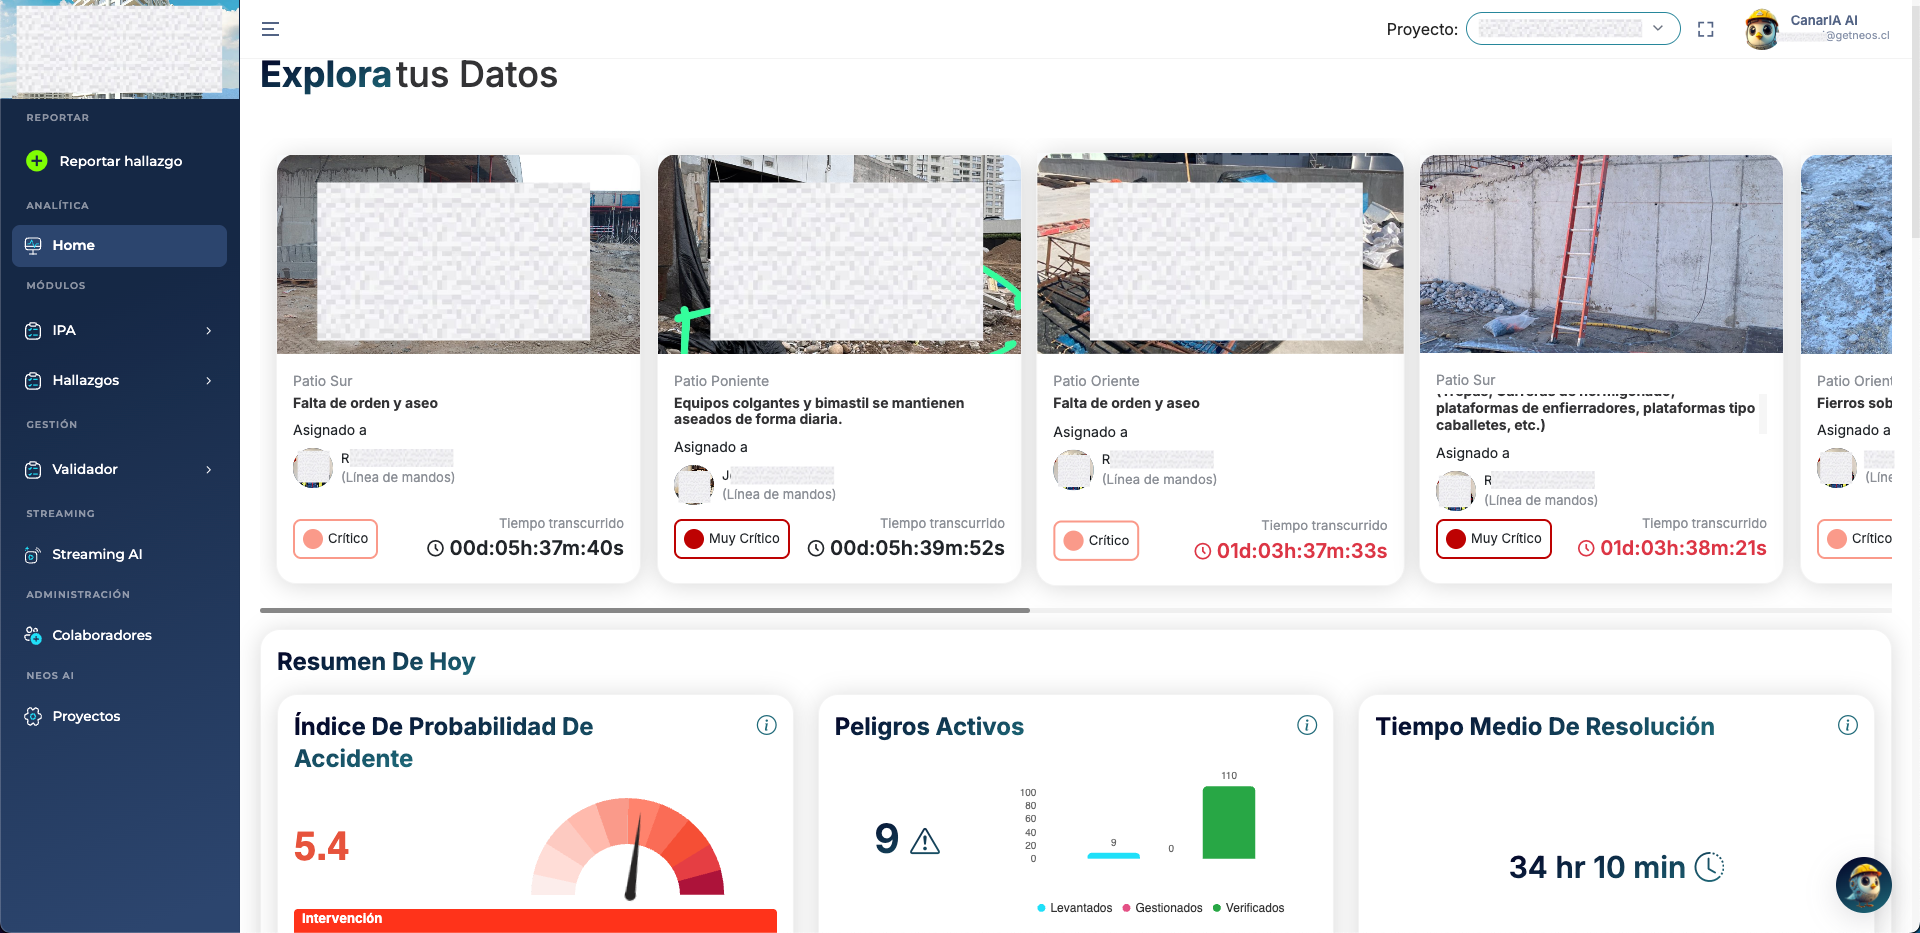 Proyecto:
CanarIA AI
@getneos.cl
REPORTAR
Reportar hallazgo
ANALÍTICA
Home
MÓDULOS
IPA
Hallazgos
GESTIÓN
Validador
STREAMING
Streaming AI
ADMINISTRACIÓN
Colaboradores
NEOS AI
Proyectos
Explora tus Datos
Patio Sur
Falta de orden y aseo
Asignado a
R
(Línea de mandos)
Crítico
Tiempo transcurrido
00d:05h:37m:40s
Patio Poniente
Equipos colgantes y bimastil se mantienen
aseados de forma diaria.
Asignado a
(Línea de mandos)
Muy Crítico
Tiempo transcurrido
00d:05h:39m:52s
Patio Oriente
Falta de orden y aseo
Asignado a
R
(Línea de mandos)
Crítico
Tiempo transcurrido
01d:03h:37m:33s
Patio Sur
plataformas de enfierradores, plataformas tipo
caballetes, etc.)
Asignado a
R
(Línea de mandos)
Muy Crítico
Tiempo transcurrido
01d:03h:38m:21s
Patio Orient
Fierros sob
Asignado a
(Líne
Crítico
Resumen De Hoy
Índice De Probabilidad De
Accidente
5.4
Intervención
Peligros Activos
9
100
80
60
40
20
0
9
0
110
Levantados
Gestionados
Verificados
Tiempo Medio De Resolución
34 hr 10 min